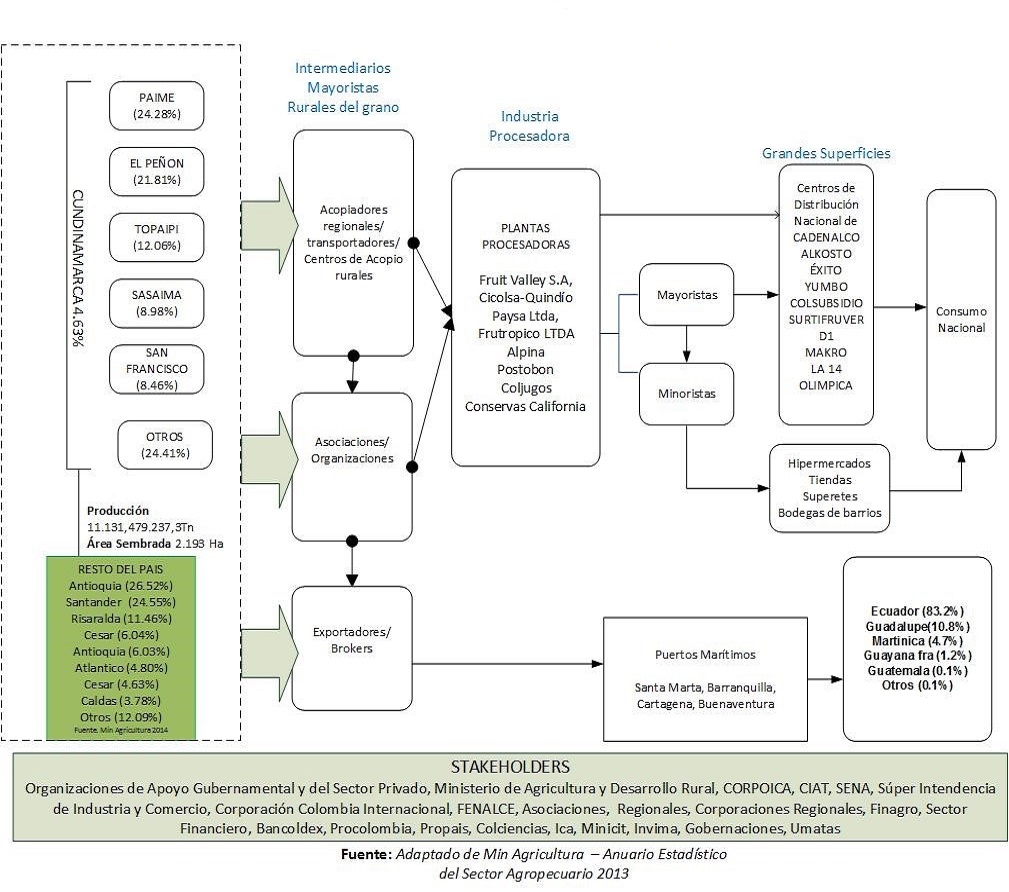 CUNDINAMARCA 4.63%
PAIME
(24.28%)
EL PEÑON
(21.81%)
TOPAIPI
(12.06%)
SASAIMA
(8.98%)
SAN
FRANCISCO
(8.46%)
OTROS
(24.41%)
Producción
11.131,479.237,3Tn
Área Sembrada 2.193 Ha
RESTO DEL PAIS
Antioquia (26.52%)
Santander (24.55%)
Risaralda (11.46%)
Cesar (6.04%)
Antioquia (6.03%)
Atlantico (4.80%)
Cesar (4.63%)
Caldas (3.78%)
Otros (12.09%)
Fuente. Min Agricultura 2014
Intermediarios
Mayoristas
Rurales del grano
Acopladores
regionales/
transportadores/
Centros de Acopio
rurales
Asociaciones/
Organizaciones
Exportadores/
Brokers
Industria
Procesadora
PLANTAS
PROCESADORAS
Fruit Valley S.A,
Cicolsa-Quindío
Paysa Ltda,
Frutropico LTDA
Alpina
Postobon
Coljugos
Conservas California
Mayoristas
Minoristas
Grandes Superficies
Centros de
Distribución
Nacional de
CADENALCO
ALKOSTO
ÉXITO
YUMBO
COLSUBSIDIO
SURTIFRUVER
D1
MAKRO
LA 14
OLIMPICA
Hipermercados
Tiendas
Superetes
Bodegas de barrios
Consumo
Nacional
Puertos Marítimos
Santa Marta, Barranquilla,
Cartagena, Buenaventura
Ecuador (83.2%)
Guadalupe(10.8%)
Martinica (4.7%)
Guayana fra (1.2%)
Guatemala (0.1%)
Otros (0.1%)
STAKEHOLDERS
Organizaciones de Apoyo Gubernamental y del Sector Privado, Ministerio de Agricultura y Desarrollo Rural, CORPOICA, CIAT, SENA, Súper Intendencia
de Industria y Comercio, Corporación Colombia Internacional, FENALCE, Asociaciones, Regionales, Corporaciones Regionales, Finagro, Sector
Financiero, Bancoldex, Procolombia, Propais, Colciencias, Ica, Minicit, Invima, Gobernaciones, Umatas
Fuente: Adaptado de Min Agricultura – Anuario Estadístico
del Sector Agropecuario 2013